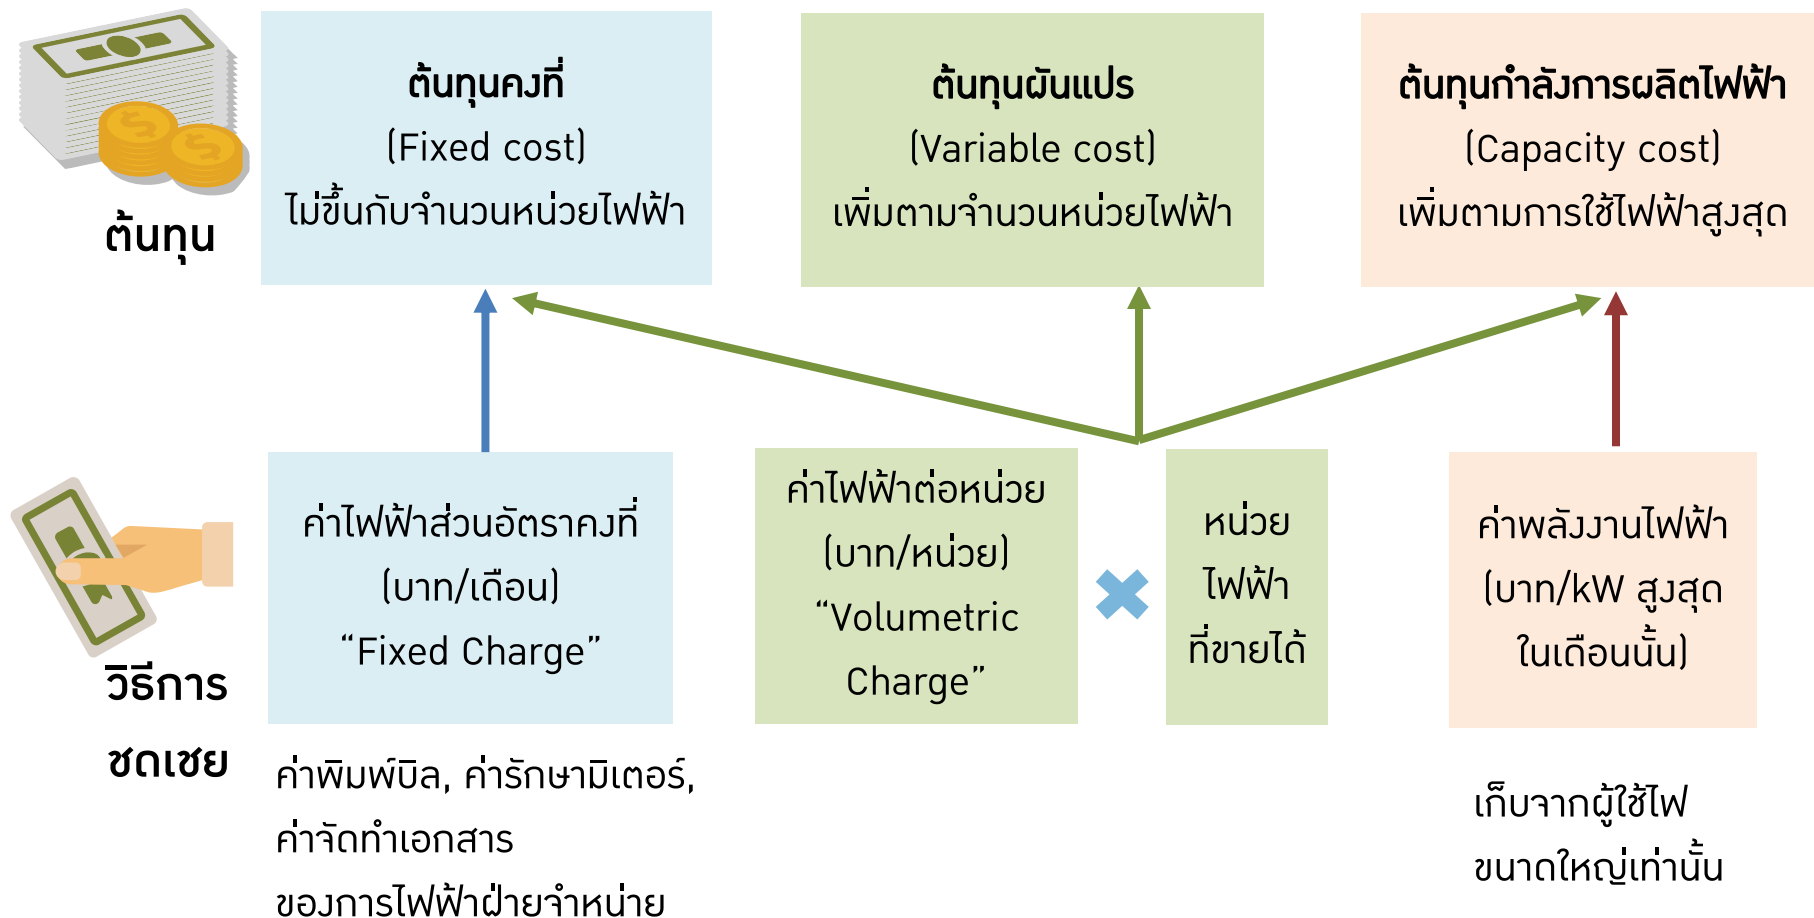 ต้นทุน
ต้นทุนคงที่
(Fixed cost)
ไม่ขึ้นกับจำนวนหน่วยไฟฟ้า
ต้นทุนผันแปร
(Variable cost)
เพิ่มตามจำนวนหน่วยไฟฟ้า
ต้นทุนกำลังการผลิตไฟฟ้า
(Capacity cost)
เพิ่มตามการใช้ไฟฟ้าสูงสุด
วิธีการ
ชดเชย
ค่าไฟฟ้าส่วนอัตราคงที่
(บาท/เดือน)
“Fixed Charge”
ค่าไฟฟ้าต่อหน่วย
(บาท/หน่วย)
“Volumetric
Charge”
หน่วย
ไฟฟ้า
ที่ขายได้
ค่าพลังงานไฟฟ้า
(บาท/kW สูงสุด
ในเดือนนั้น)
ค่าพิมพ์บิล, ค่ารักษามิเตอร์,
ค่าจัดทำเอกสาร
ของการไฟฟ้าฝ่ายจำหน่าย
เก็บจากผู้ใช้ไฟ
ขนาดใหญ่เท่านั้น